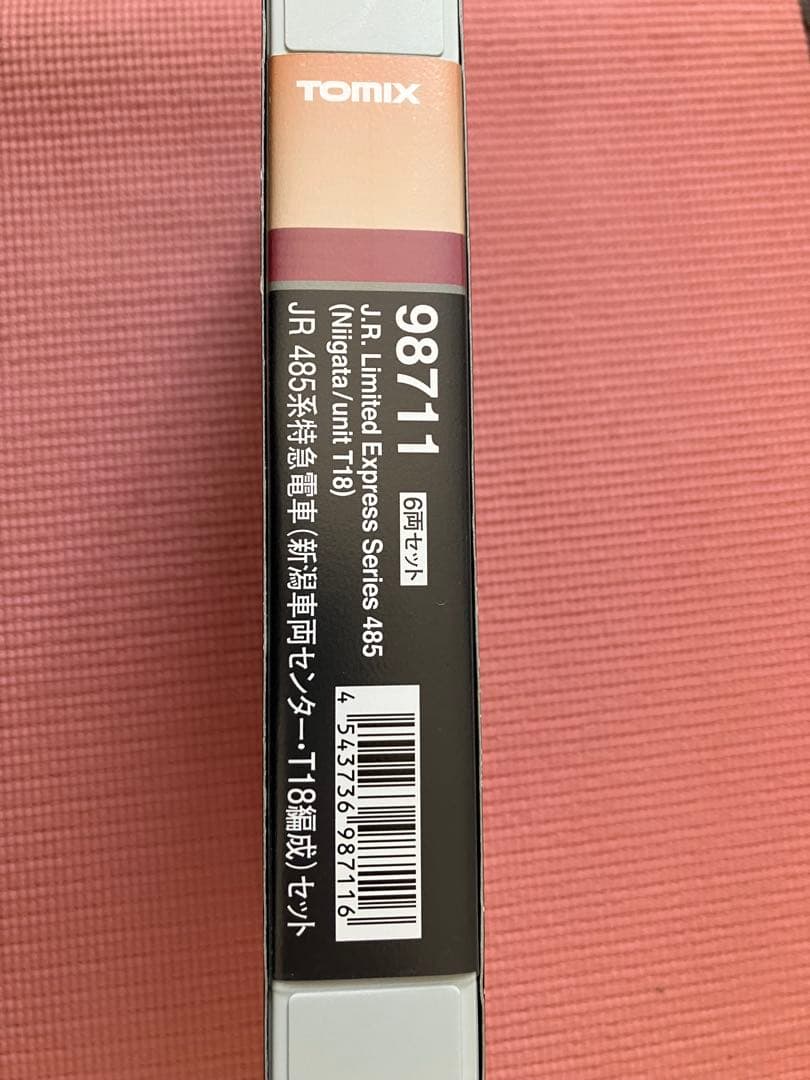 TOMIX
98711 6両セット
J.R. Limited Express Series 485
(Niigata/unit T18)
JR 485系特急電車(新潟車両センター・T18編成)セット
4 543736 987116